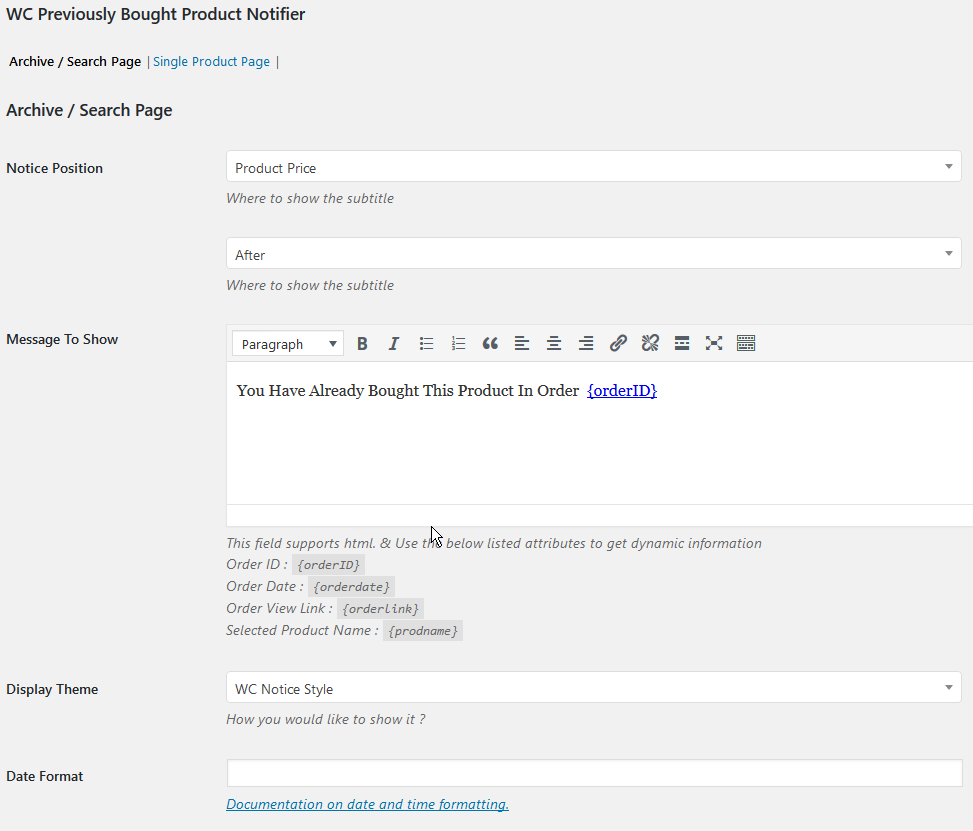 WC Previously Bought Product Notifier
Archive / Search Page | Single Product Page |
Archive / Search Page
Notice Position
Product Price
Where to show the subtitle
After
Where to show the subtitle
Message To Show
Paragraph
You Have Already Bought This Product In Order {orderID}
This field supports html. & Use the below listed attributes to get dynamic information
Order ID : {orderID}
Order Date : {orderdate}
Order View Link : {orderlink}
Selected Product Name : {prodname}
Display Theme
WC Notice Style
How you would like to show it ?
Date Format
Documentation on date and time formatting.